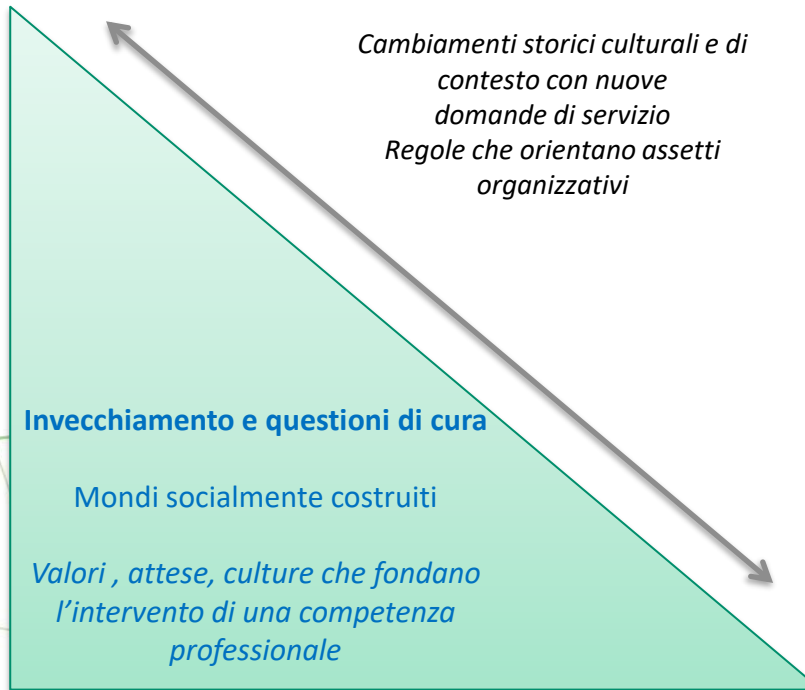 Cambiamenti storici culturali e di
contesto con nuove
domande di servizio
Regole che orientano assetti
organizzativi
Invecchiamento e questioni di cura
Mondi socialmente costruiti
Valori , attese, culture che fondano
l’intervento di una competenza
professionale